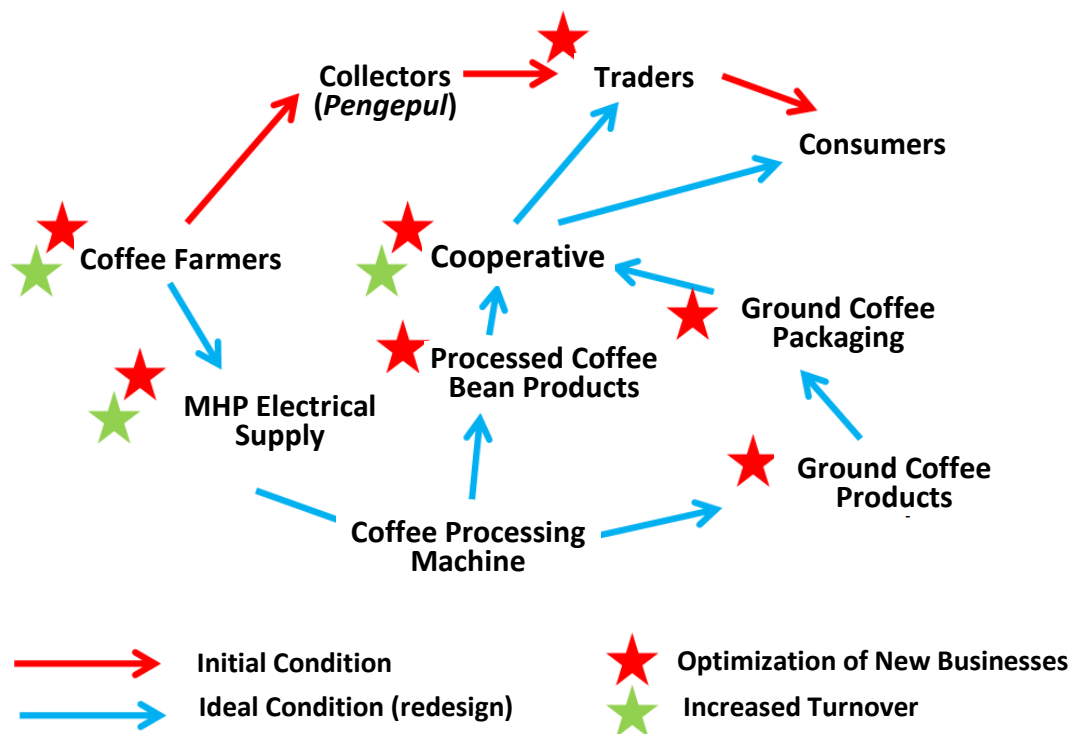 Collectors
(Pengepul)
Traders
Consumers
Coffee Farmers
Cooperative
Ground Coffee
Packaging
Processed Coffee
Bean Products
MHP Electrical
Supply
Ground Coffee
Products
Coffee Processing
Machine
Initial Condition
Optimization of New Businesses
Ideal Condition (redesign)
Increased Turnover